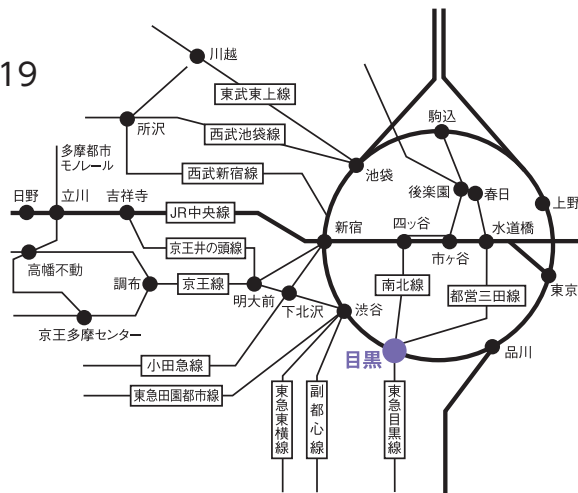 19
川越
東武東上線
所沢
西武池袋線
駒込
多摩都市
モノレール
西武新宿線
池袋
後楽園
春日
日野
立川
吉祥寺
JR中央線
新宿
四ッ谷
水道橋
上野
京王井の頭線
市ヶ谷
高幡不動
調布
京王線
明大前
下北沢
渋谷
南北線
都営三田線
東京
京王多摩センター
目黒
品川
小田急線
東急田園都市線
東急東横線
副都心線
東急目黒線